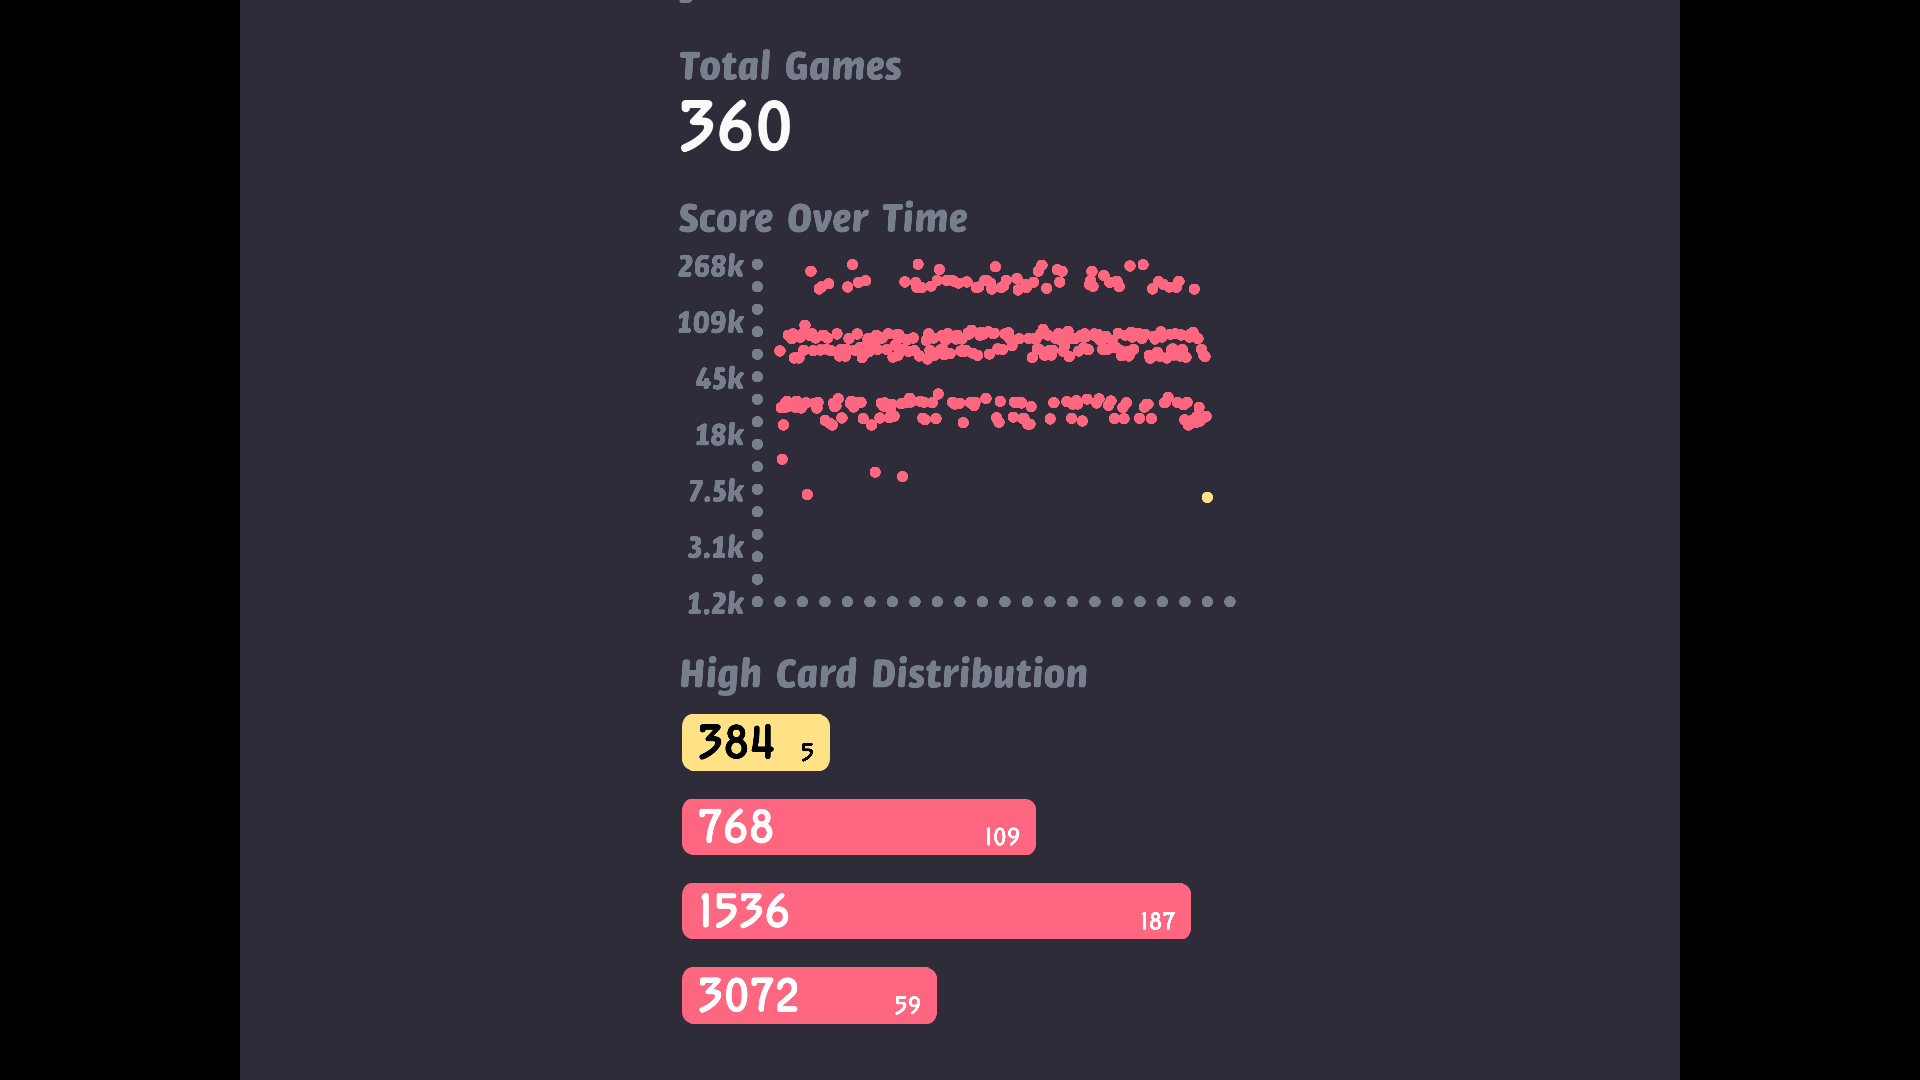 Total Games
360
Score Over Time
268k
109k
45k
18k
7.5k
3.1k
1.2k
High Card Distribution
384 5
768 109
1536 187
3072 59